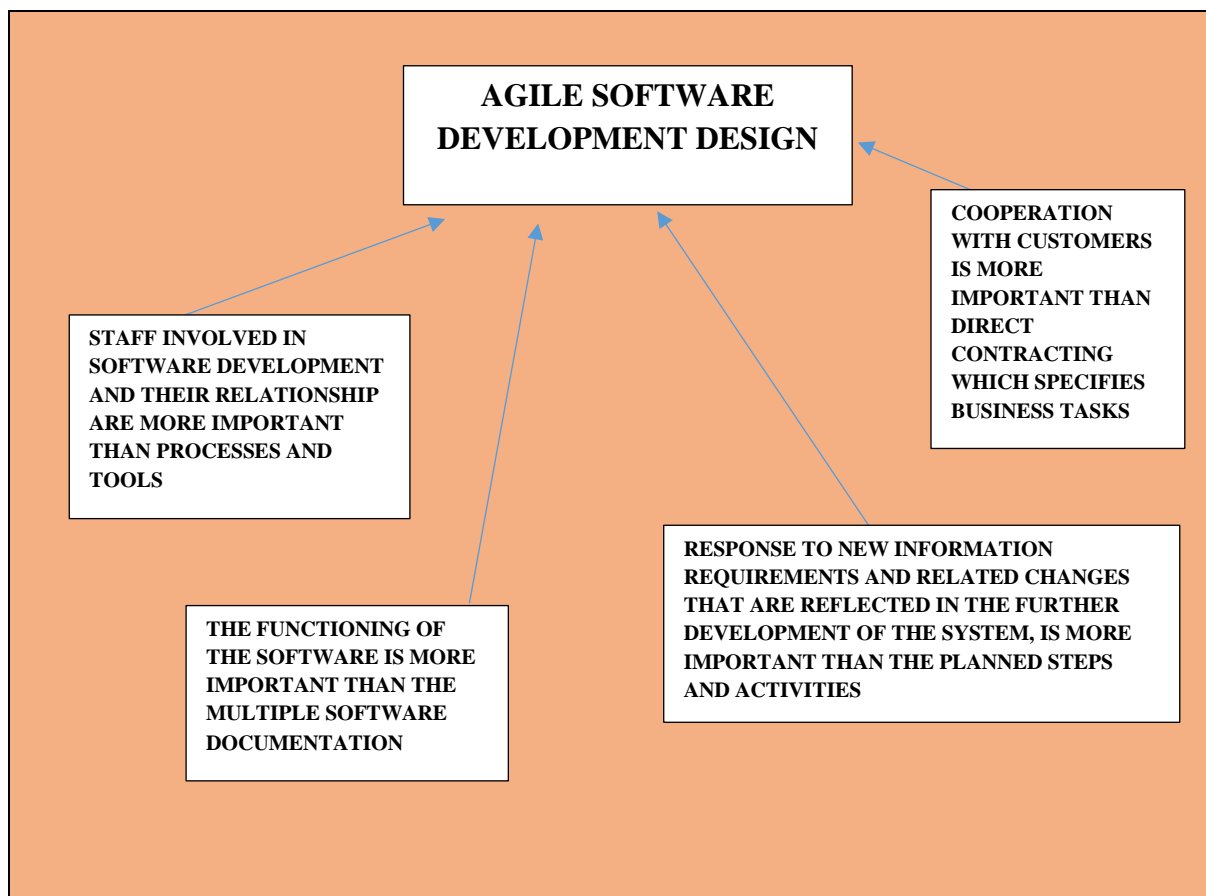 AGILE SOFTWARE
DEVELOPMENT DESIGN
COOPERATION
WITH CUSTOMERS
IS MORE
IMPORTANT THAN
DIRECT
CONTRACTING
WHICH SPECIFIES
BUSINESS TASKS
STAFF INVOLVED IN
SOFTWARE DEVELOPMENT
AND THEIR RELATIONSHIP
ARE MORE IMPORTANT
THAN PROCESSES AND
TOOLS
RESPONSE TO NEW INFORMATION
REQUIREMENTS AND RELATED CHANGES
THAT ARE REFLECTED IN THE FURTHER
DEVELOPMENT OF THE SYSTEM, IS MORE
IMPORTANT THAN THE PLANNED STEPS
AND ACTIVITIES
THE FUNCTIONING OF
THE SOFTWARE IS MORE
IMPORTANT THAN THE
MULTIPLE SOFTWARE
DOCUMENTATION